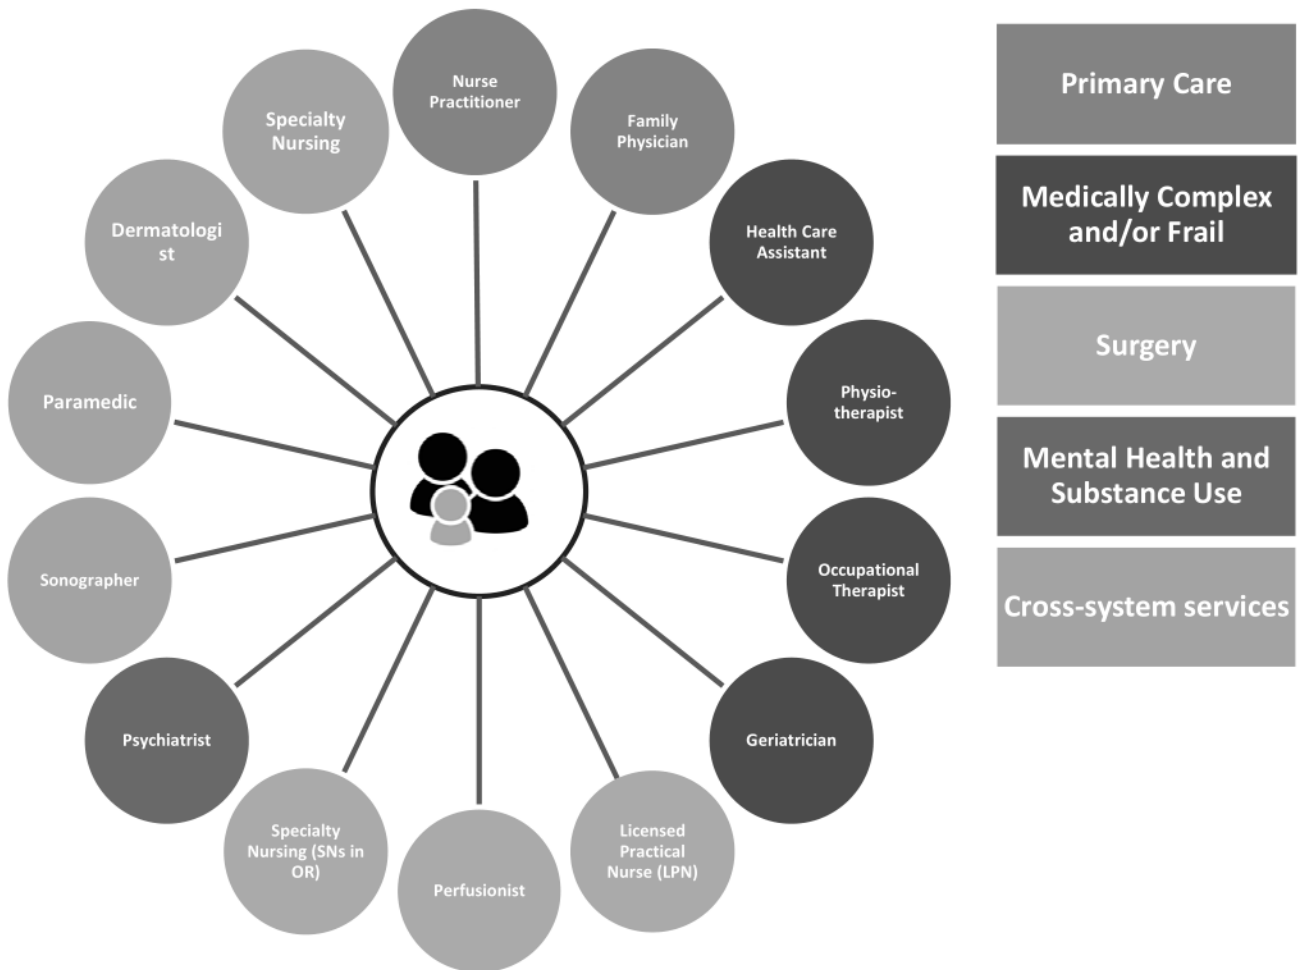 Nurse
Practitioner
Family
Physician
Health Care
Assistant
Physio-
therapist
Occupational
Therapist
Geriatrician
Licensed
Practical
Nurse (LPN)
Perfusionist
Specialty
Nursing (SNs in
OR)
Psychiatrist
Sonographer
Paramedic
Dermatologi
st
Specialty
Nursing
Primary Care
Medically Complex
and/or Frail
Surgery
Mental Health and
Substance Use
Cross-system services